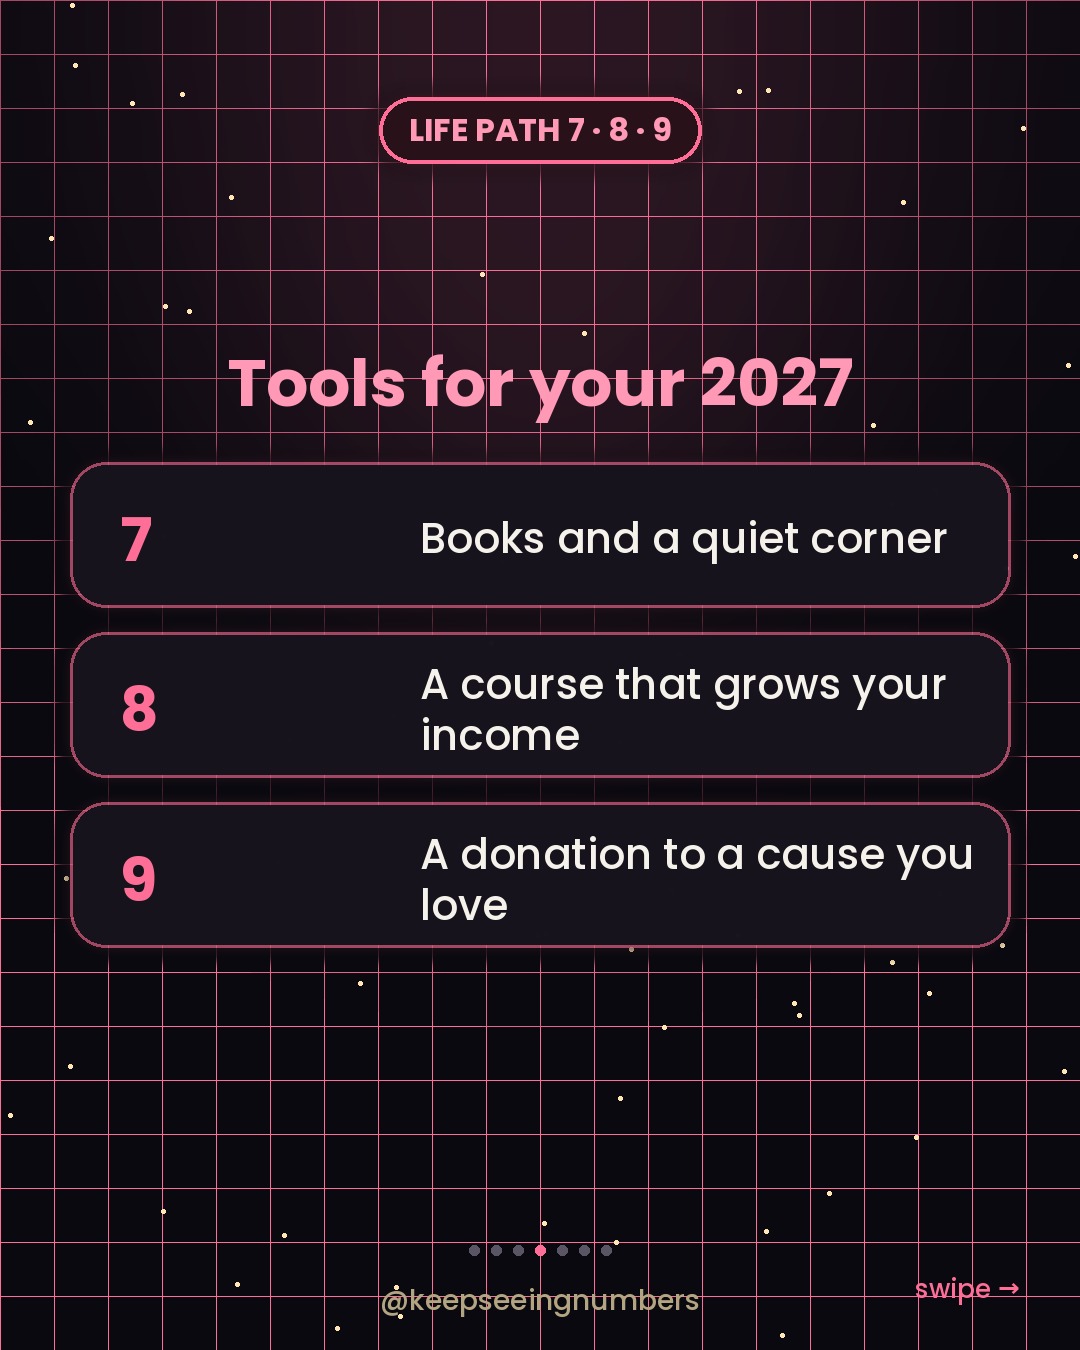 LIFE PATH 7 · 8 · 9
Tools for your 2027
7
Books and a quiet corner
8
A course that grows your
income
9
A donation to a cause you
love
@keepseeingnumbers
swipe →